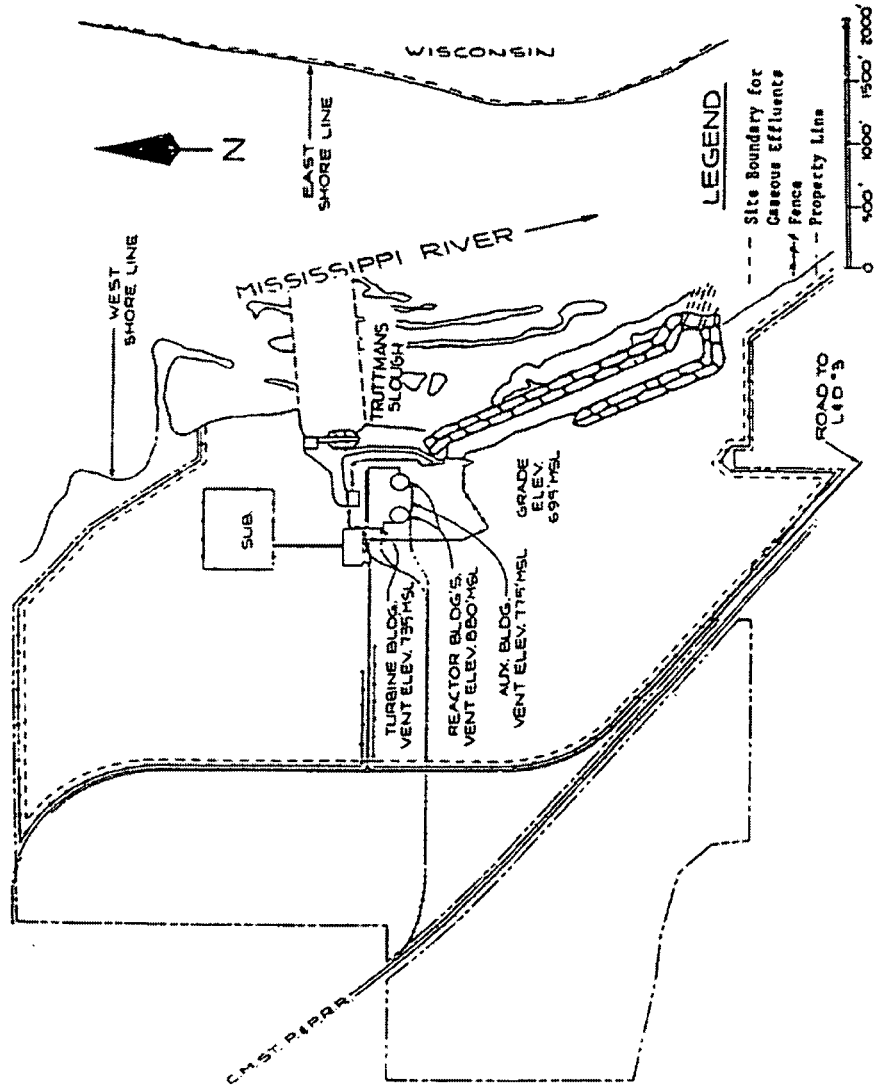 WISCONSIN
EAST
SHORE LINE
N
WEST
SHORE LINE
MISSISSIPPI RIVER
TRUTTMANS
SLOUGH
SUB.
GRADE
ELEV.
695' MSL
TURBINE BLDG.
VENT ELEV. 735' MSL
REACTOR BLDG'S.
VENT ELEV. 880' MSL
AUX. BLDG.
VENT ELEV. 775' MSL
LEGEND
Site Boundary for
Gaseous Effluents
Fence
Property Line
0 500' 1000' 1500' 2000'
ROAD TO
L & D #3
C.M. ST. P. & P.R.R.